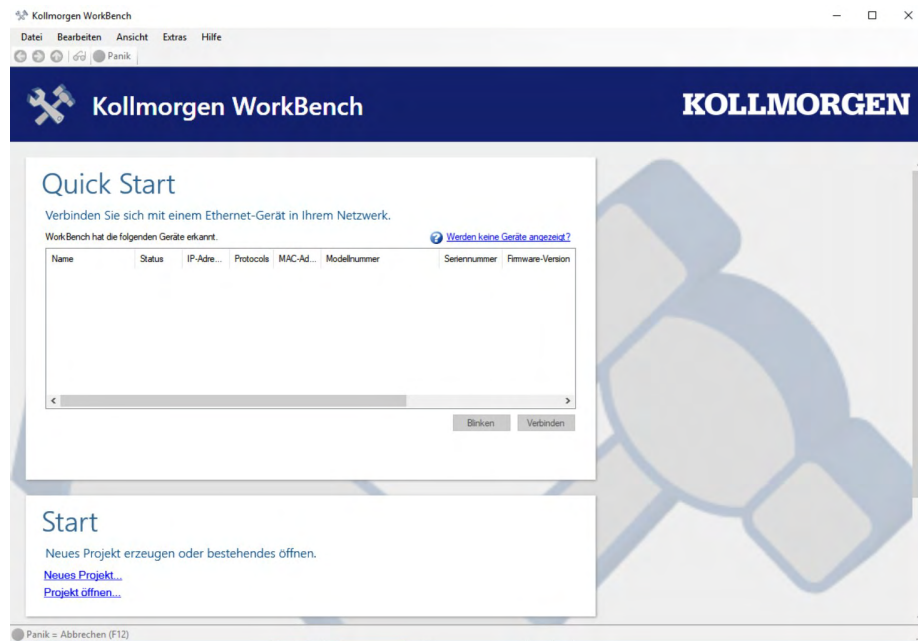 Kollmorgen WorkBench
Datei Bearbeiten Ansicht Extras Hilfe
Panik
Kollmorgen WorkBench
KOLLMORGEN
Quick Start
Verbinden Sie sich mit einem Ethernet-Gerät in Ihrem Netzwerk.
WorkBench hat die folgenden Geräte erkannt.
Werden keine Geräte angezeigt?
Name Status IP-Adre... Protocols MAC-Ad... Modellnummer Seriennummer Firmware-Version
Blinken Verbinden
Start
Neues Projekt erzeugen oder bestehendes öffnen.
Neues Projekt...
Projekt öffnen...
Panik = Abbrechen (F12)